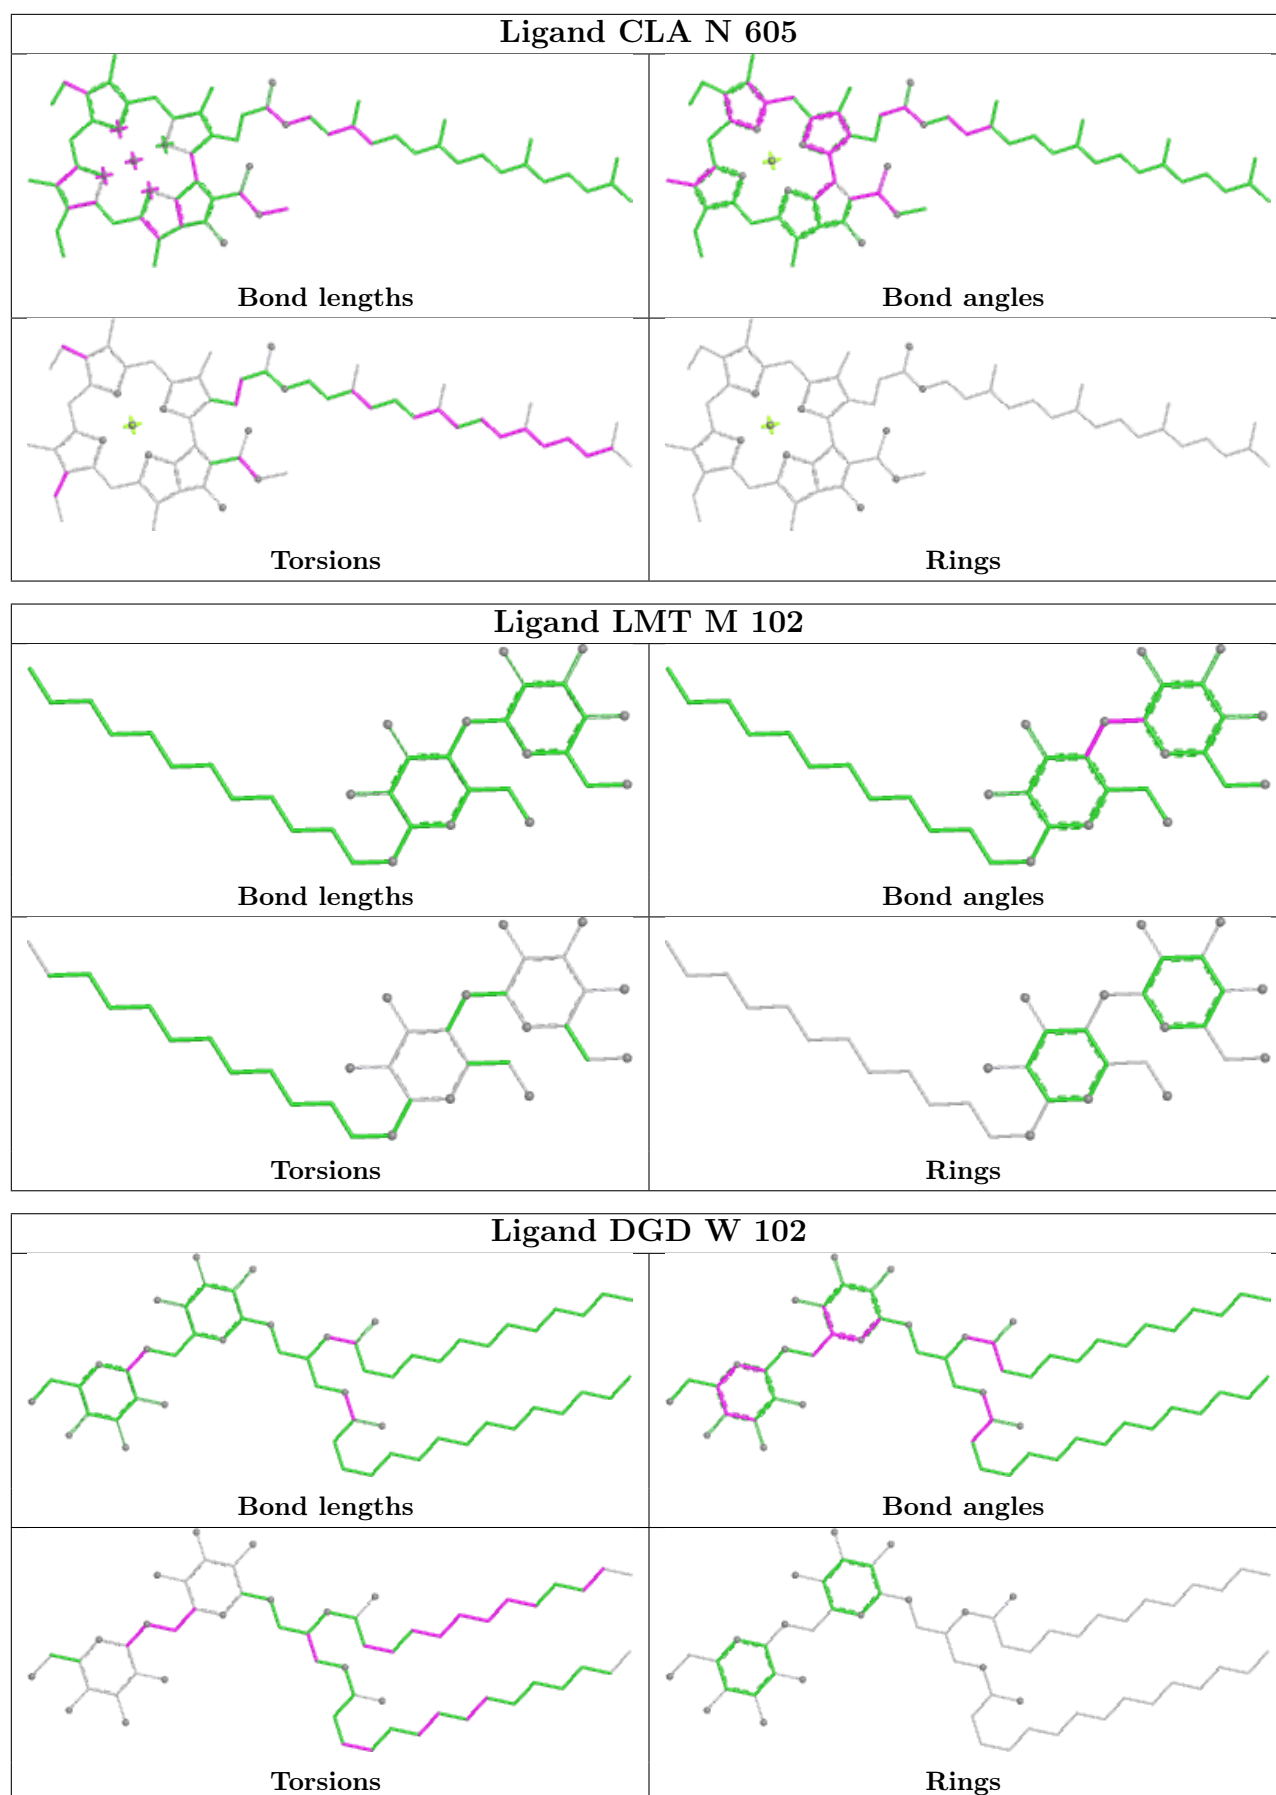 Ligand CLA N 605
Bond lengths
Bond angles
Torsions
Rings
Ligand LMT M 102
Bond lengths
Bond angles
Torsions
Rings
Ligand DGD W 102
Bond lengths
Bond angles
Torsions
Rings